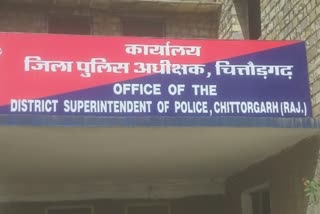 कार्यालय
जिला पुलिस अधीक्षक, चित्तौड़गढ़
OFFICE OF THE
DISTRICT SUPERINTENDENT OF POLICE, CHITTORGARH (RAJ.)